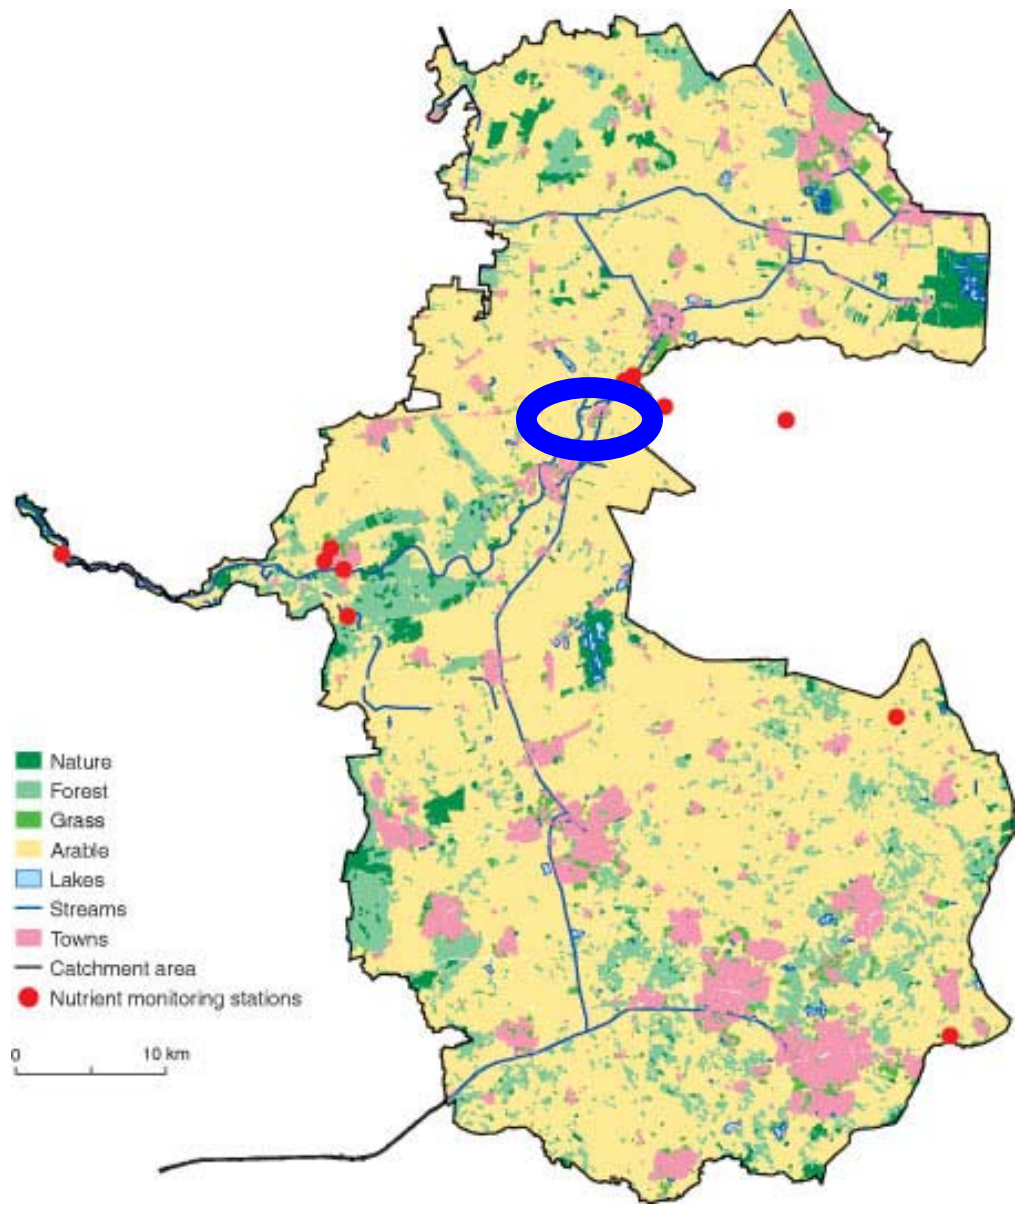 Nature
Forest
Grass
Arable
Lakes
Streams
Towns
Catchment area
Nutrient monitoring stations
0 10 km